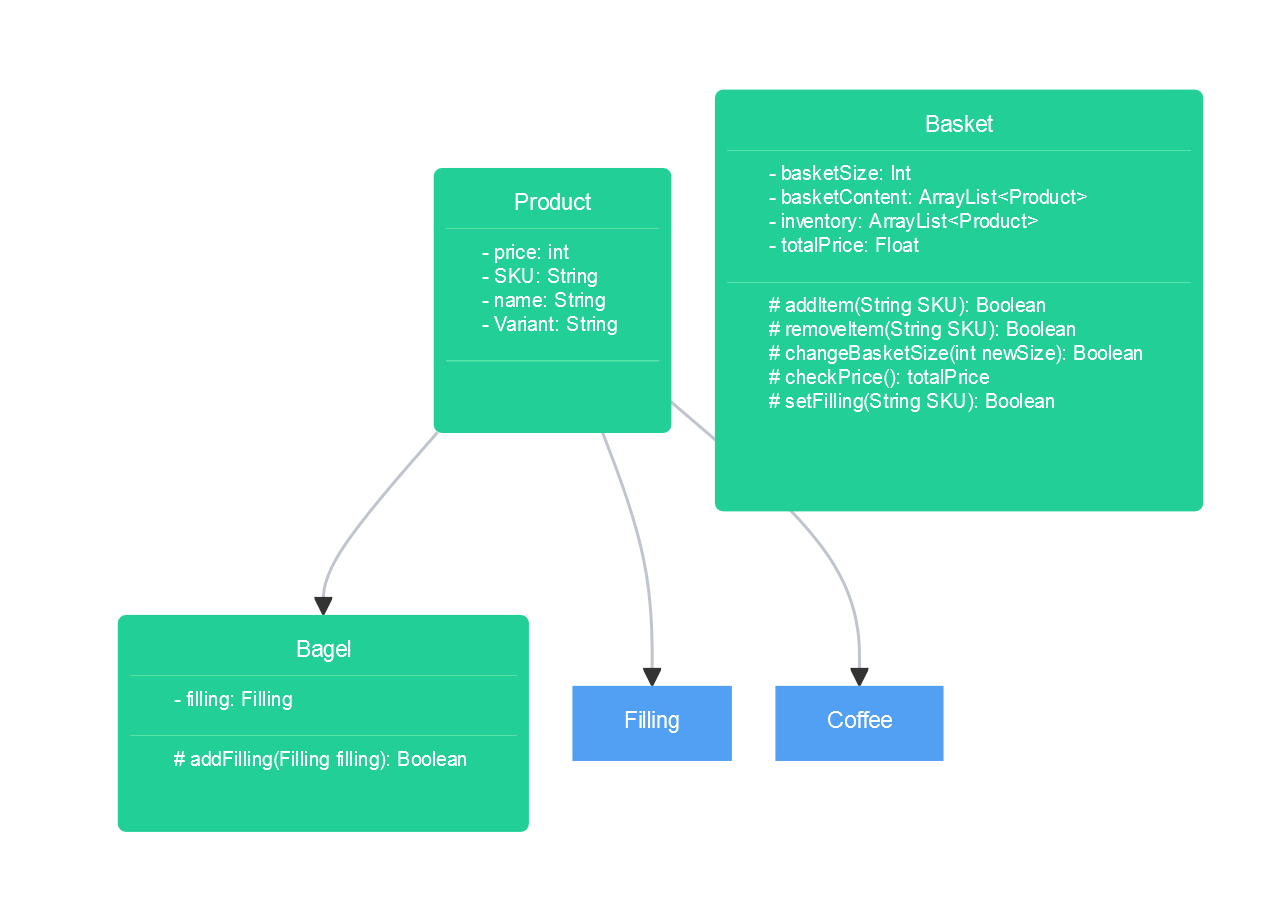 Product
- price: int
- SKU: String
- name: String
- Variant: String
Basket
- basketSize: Int
- basketContent: ArrayList<Product>
- inventory: ArrayList<Product>
- totalPrice: Float
# addItem(String SKU): Boolean
# removeItem(String SKU): Boolean
# changeBasketSize(int newSize): Boolean
# checkPrice(): totalPrice
# setFilling(String SKU): Boolean
Bagel
- filling: Filling
# addFilling(Filling filling): Boolean
Filling
Coffee